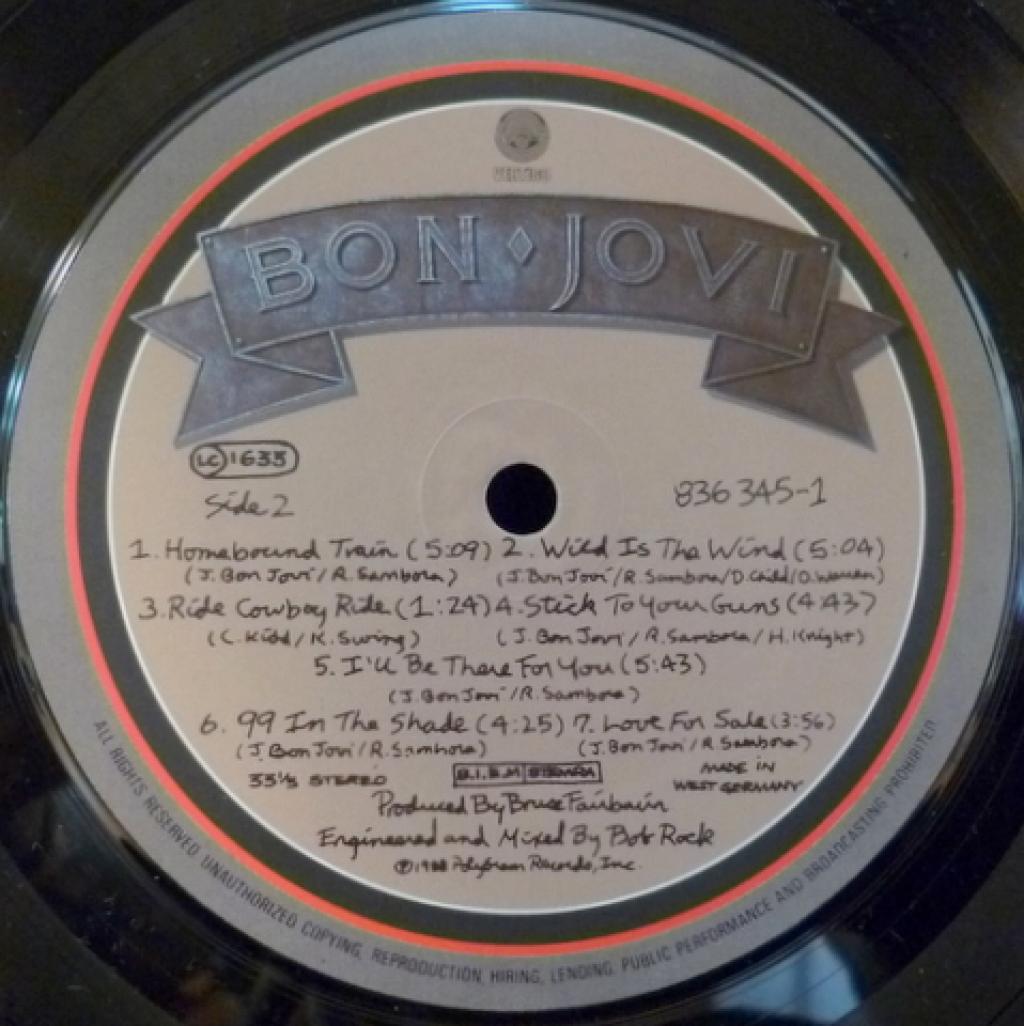 VERTIGO
BON ♦ JOVI
LC 1633
Side 2
836 345-1
1. Homebound Train (5:09) 2. Wild Is The Wind (5:04)
(J. Bon Jovi/R. Sambora) (J. Bon Jovi/R. Sambora/D. Child/D. Warren)
3. Ride Cowboy Ride (1:24) 4. Stick To Your Guns (4:43)
(C. Kidd/K. Swing) (J. Bon Jovi/R. Sambora/H. Knight)
5. I'll Be There For You (5:43)
(J. Bon Jovi/R. Sambora)
6. 99 In The Shade (4:25) 7. Love For Sale (3:56)
(J. Bon Jovi/R. Sambora) (J. Bon Jovi/R. Sambora)
33⅓ STEREO
B.I.E.M STEMRA
MADE IN
WEST GERMANY
Produced By Bruce Fairbairn
Engineered and Mixed By Bob Rock
℗1988 PolyGram Records, Inc.
ALL RIGHTS RESERVED. UNAUTHORIZED COPYING, REPRODUCTION, HIRING, LENDING, PUBLIC PERFORMANCE AND BROADCASTING PROHIBITED